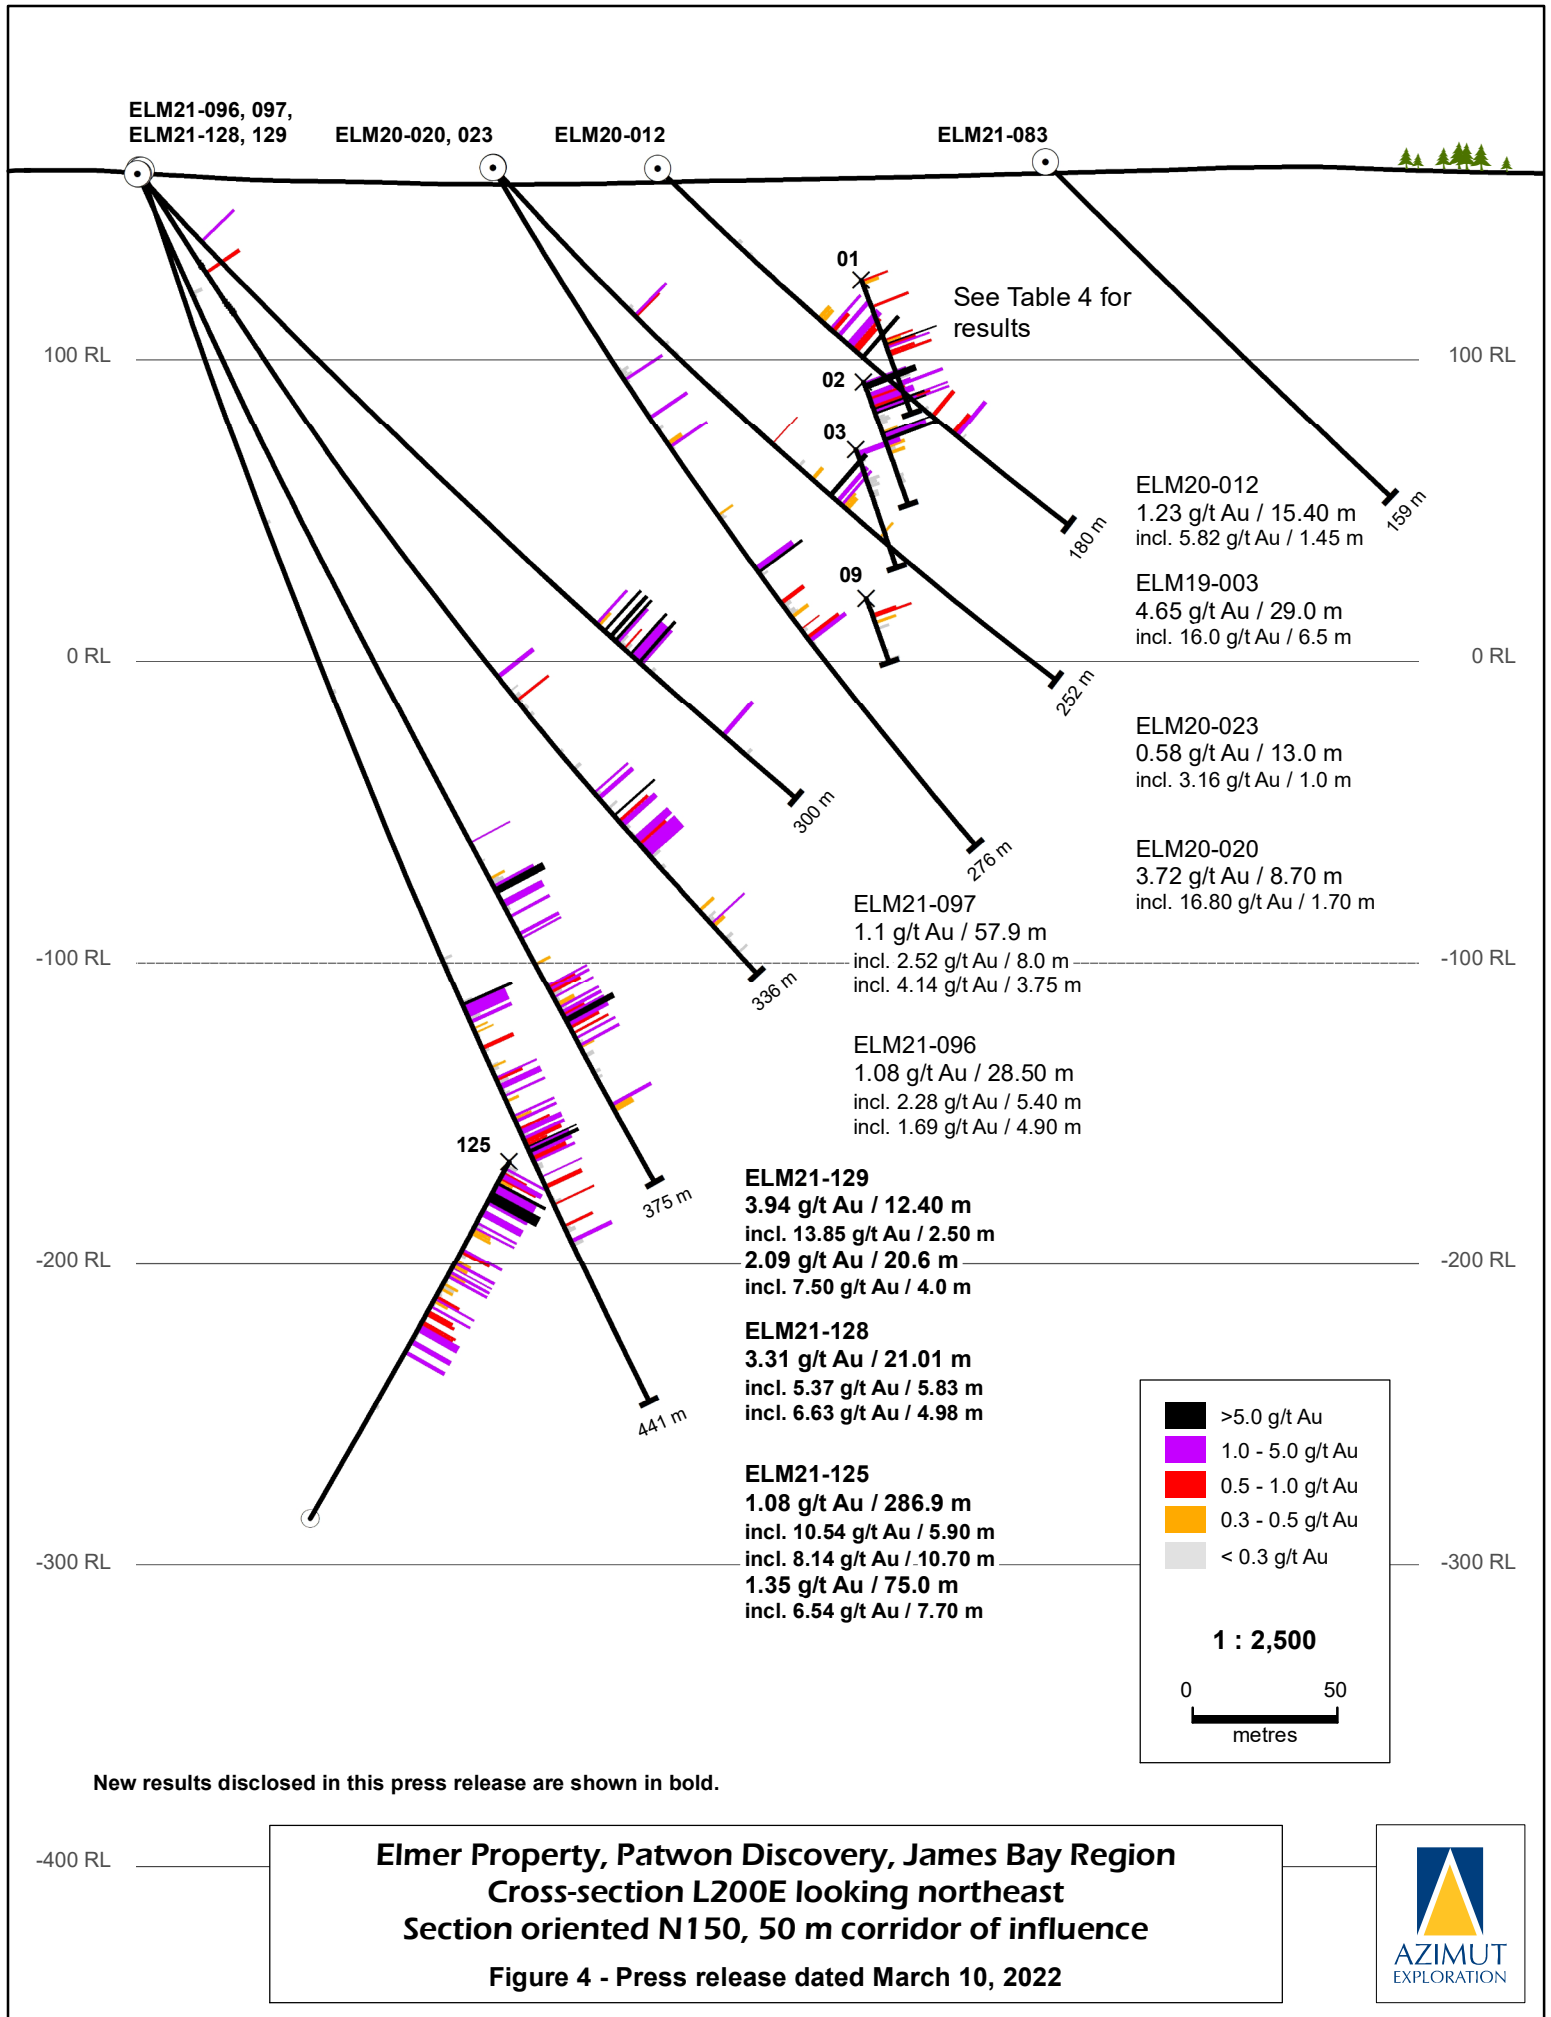 ELM21-096, 097,
ELM21-128, 129
ELM20-020, 023
ELM20-012
ELM21-083
01
See Table 4 for
results
100 RL
100 RL
02
03
ELM20-012
1.23 g/t Au / 15.40 m
incl. 5.82 g/t Au / 1.45 m
159 m
180 m
09
ELM19-003
4.65 g/t Au / 29.0 m
incl. 16.0 g/t Au / 6.5 m
0 RL
0 RL
252 m
ELM20-023
0.58 g/t Au / 13.0 m
incl. 3.16 g/t Au / 1.0 m
300 m
276 m
ELM20-020
3.72 g/t Au / 8.70 m
incl. 16.80 g/t Au / 1.70 m
ELM21-097
1.1 g/t Au / 57.9 m
incl. 2.52 g/t Au / 8.0 m
incl. 4.14 g/t Au / 3.75 m
-100 RL
-100 RL
336 m
ELM21-096
1.08 g/t Au / 28.50 m
incl. 2.28 g/t Au / 5.40 m
incl. 1.69 g/t Au / 4.90 m
125
375 m
ELM21-129
3.94 g/t Au / 12.40 m
incl. 13.85 g/t Au / 2.50 m
2.09 g/t Au / 20.6 m
incl. 7.50 g/t Au / 4.0 m
-200 RL
-200 RL
ELM21-128
3.31 g/t Au / 21.01 m
incl. 5.37 g/t Au / 5.83 m
incl. 6.63 g/t Au / 4.98 m
441 m
ELM21-125
1.08 g/t Au / 286.9 m
incl. 10.54 g/t Au / 5.90 m
incl. 8.14 g/t Au / 10.70 m
1.35 g/t Au / 75.0 m
incl. 6.54 g/t Au / 7.70 m
-300 RL
-300 RL
>5.0 g/t Au
1.0 - 5.0 g/t Au
0.5 - 1.0 g/t Au
0.3 - 0.5 g/t Au
< 0.3 g/t Au
1 : 2,500
0 50
metres
New results disclosed in this press release are shown in bold.
-400 RL
Elmer Property, Patwon Discovery, James Bay Region
Cross-section L200E looking northeast
Section oriented N150, 50 m corridor of influence
Figure 4 - Press release dated March 10, 2022
AZIMUT
EXPLORATION